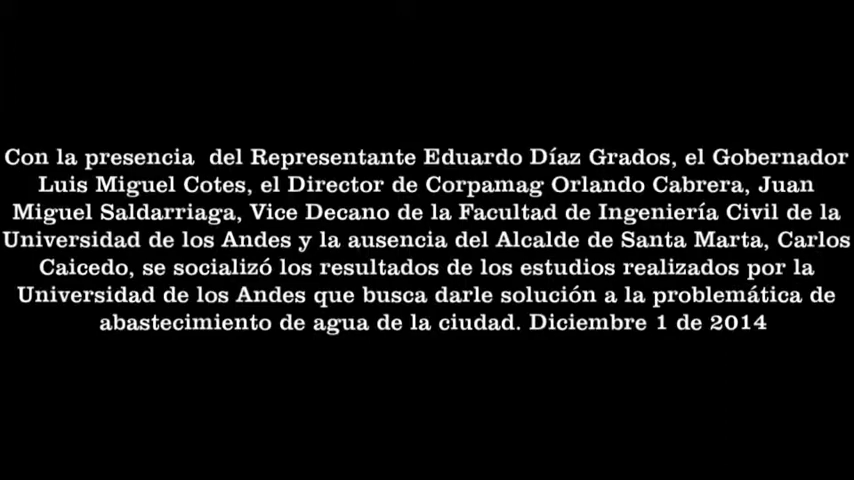 Con la presencia  del Representante Eduardo Díaz Grados, el Gobernador
Luis Miguel Cotes, el Director de Corpamag Orlando Cabrera, Juan
Miguel Saldarriaga, Vice Decano de la Facultad de Ingeniería Civil de la
Universidad de los Andes y la ausencia del Alcalde de Santa Marta, Carlos
Caicedo, se socializó los resultados de los estudios realizados por la
Universidad de los Andes que busca darle solución a la problemática de
abastecimiento de agua de la ciudad. Diciembre 1 de 2014